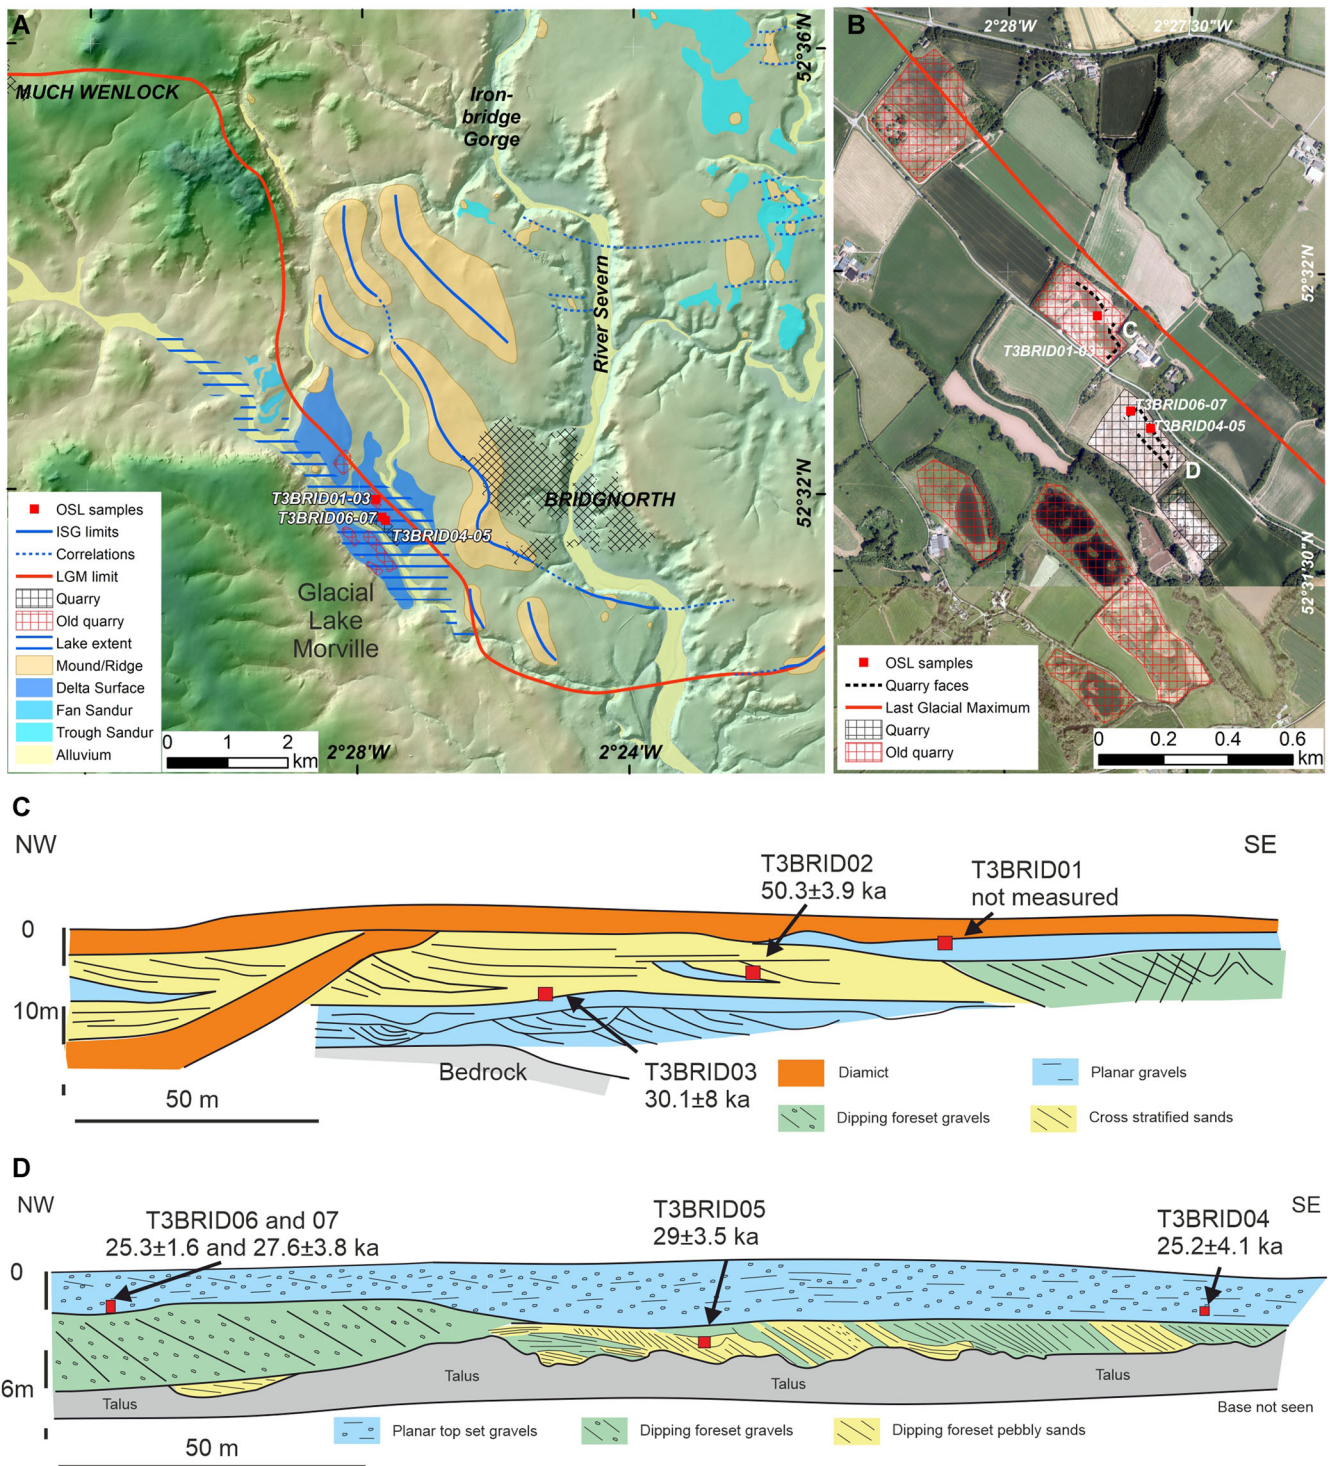 A
MUCH WENLOCK
Iron-
bridge
Gorge
52°36'N
River Severn
BRIDGNORTH
52°32'N
T3BRID01-03
T3BRID06-07
T3BRID04-05
Glacial
Lake
Morville
OSL samples
ISG limits
Correlations
LGM limit
Quarry
Old quarry
Lake extent
Mound/Ridge
Delta Surface
Fan Sandur
Trough Sandur
Alluvium
0 1 2
km
2°28'W
2°24'W
B
2°28'W
2°27'30"W
52°32'N
C
T3BRID01-03
T3BRID06-07
T3BRID04-05
D
52°31'30"N
OSL samples
Quarry faces
Last Glacial Maximum
Quarry
Old quarry
0 0.2 0.4 0.6
km
C
NW
SE
T3BRID02
50.3±3.9 ka
T3BRID01
not measured
0
10m
Bedrock
T3BRID03
30.1±8 ka
50 m
Diamict
Planar gravels
Dipping foreset gravels
Cross stratified sands
D
NW
SE
T3BRID06 and 07
25.3±1.6 and 27.6±3.8 ka
T3BRID05
29±3.5 ka
T3BRID04
25.2±4.1 ka
0
6m
Talus
Talus
Talus
Talus
Base not seen
Planar top set gravels
Dipping foreset gravels
Dipping foreset pebbly sands
50 m